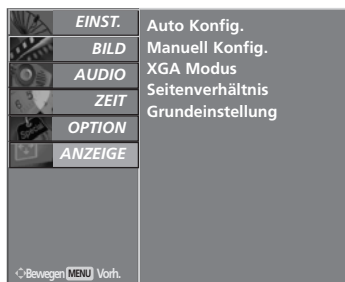 EINST.
BILD
AUDIO
ZEIT
OPTION
ANZEIGE
Auto Konfig.
Manuell Konfig.
XGA Modus
Seitenverhältnis
Grundeinstellung
Bewegen MENU Vorh.